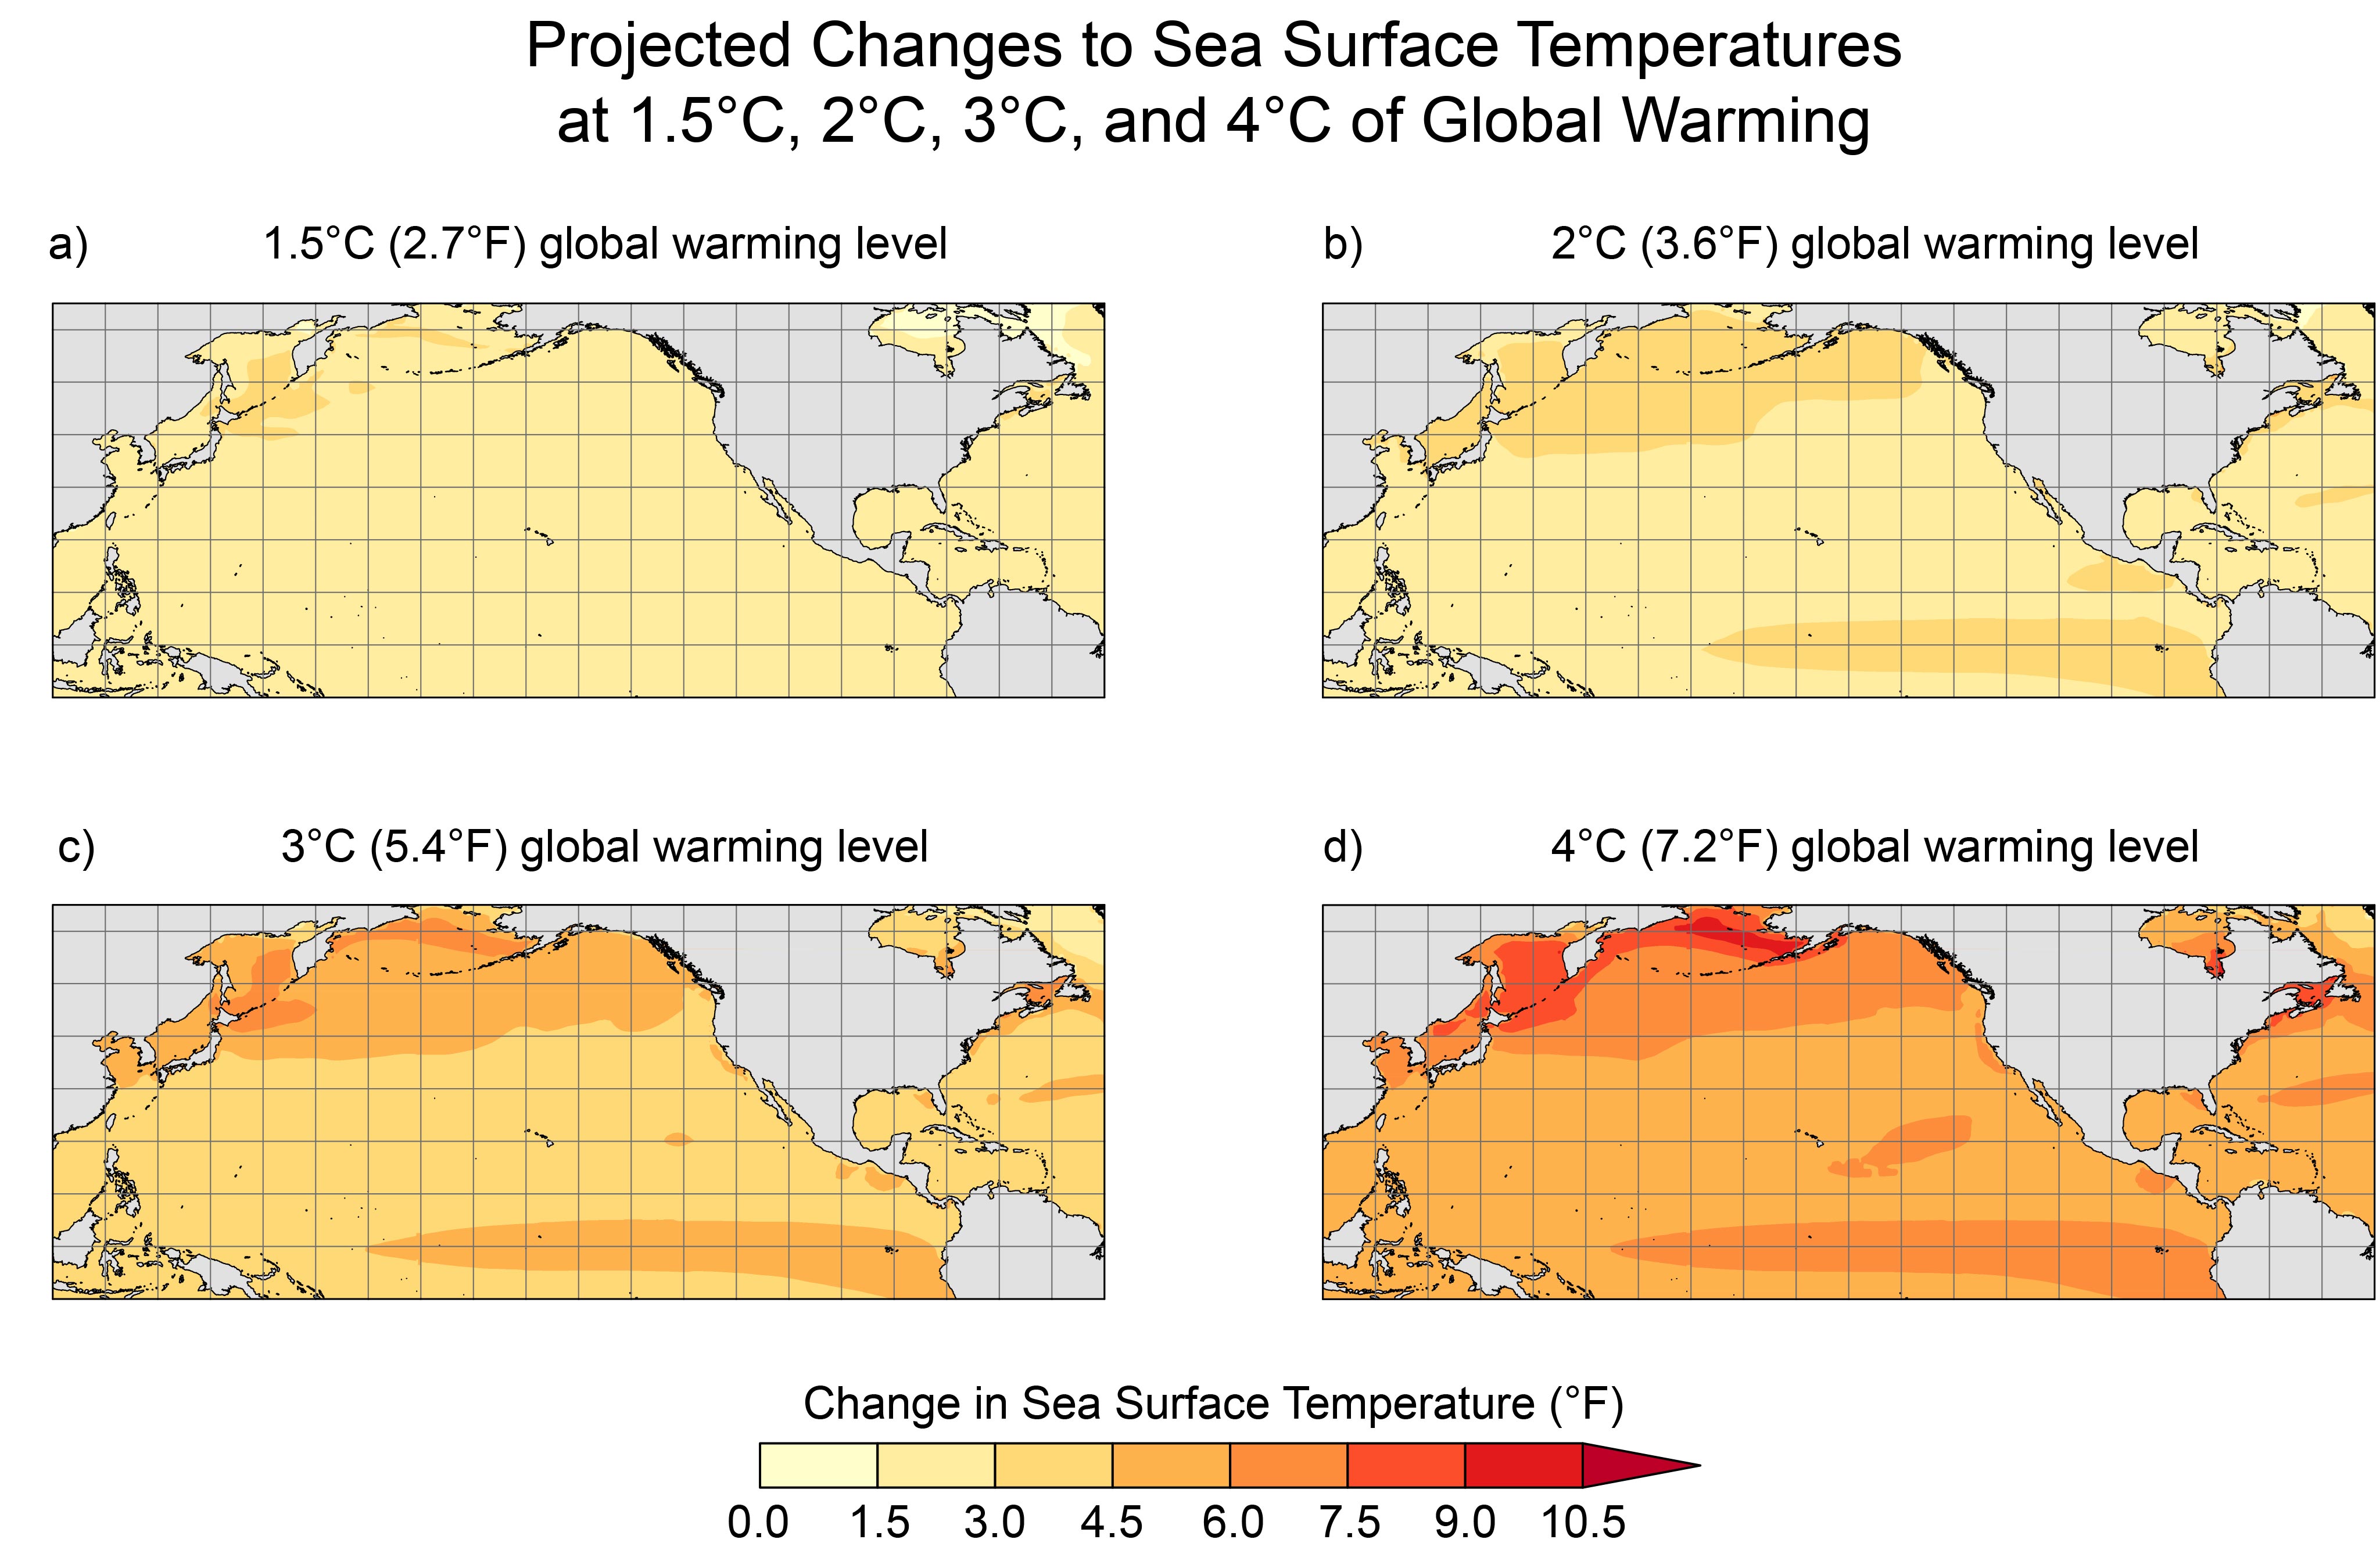 Projected Changes to Sea Surface Temperatures
at 1.5°C, 2°C, 3°C, and 4°C of Global Warming
a) 1.5°C (2.7°F) global warming level
b) 2°C (3.6°F) global warming level
c) 3°C (5.4°F) global warming level
d) 4°C (7.2°F) global warming level
Change in Sea Surface Temperature (°F)
0.0 1.5 3.0 4.5 6.0 7.5 9.0 10.5